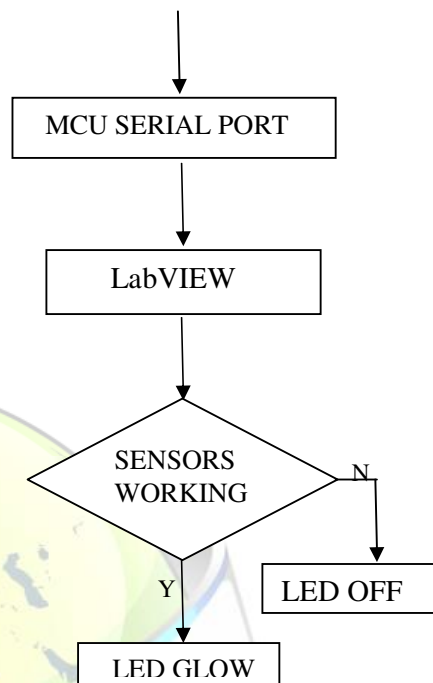 MCU SERIAL PORT
LabVIEW
SENSORS
WORKING
N
Y
LED OFF
LED GLOW